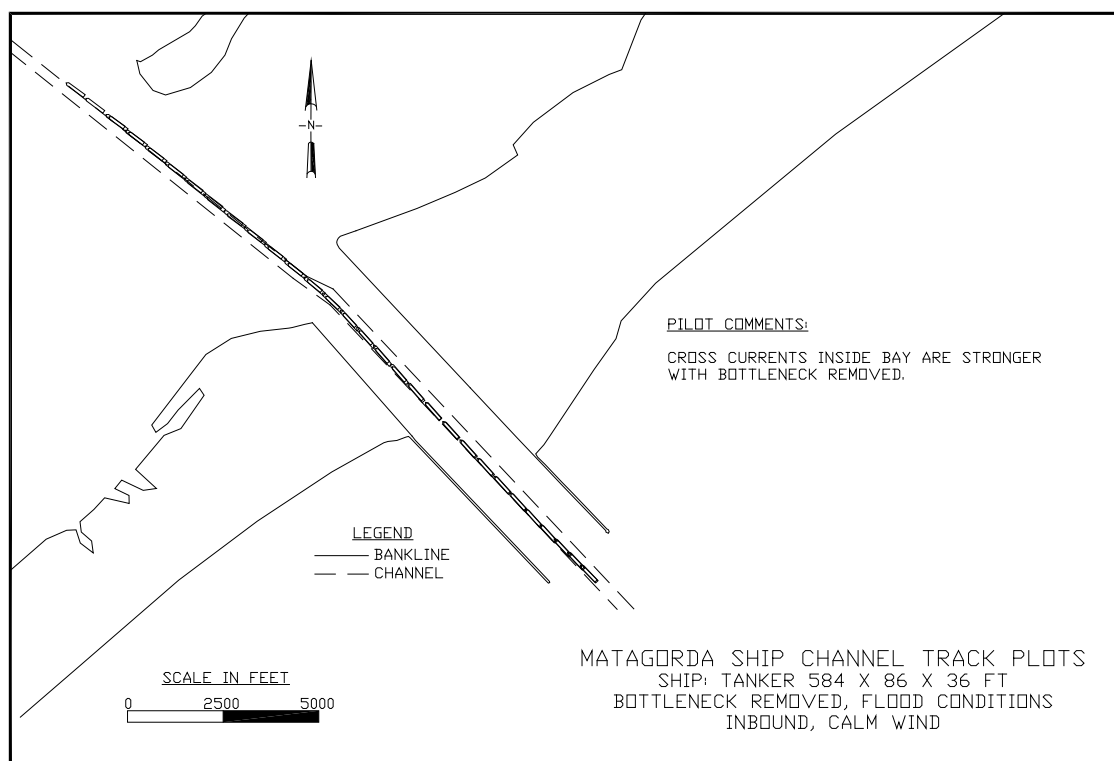 -N-
PILOT COMMENTS:
CROSS CURRENTS INSIDE BAY ARE STRONGER
WITH BOTTLENECK REMOVED.
LEGEND
BANKLINE
CHANNEL
SCALE IN FEET
0 2500 5000
MATAGORDA SHIP CHANNEL TRACK PLOTS
SHIP: TANKER 584 X 86 X 36 FT
BOTTLENECK REMOVED, FLOOD CONDITIONS
INBOUND, CALM WIND